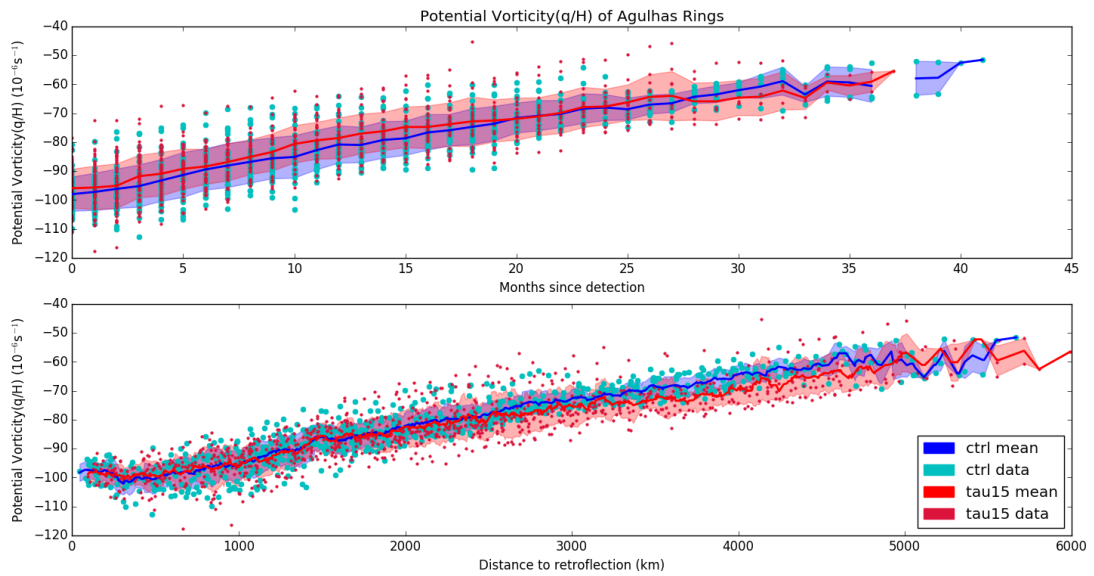 Potential Vorticity(q/H) of Agulhas Rings
Potential Vorticity(q/H) (10⁻⁶s⁻¹)
−40
−50
−60
−70
−80
−90
−100
−110
−120
0 5 10 15 20 25 30 35 40 45
Months since detection
Potential Vorticity(q/H) (10⁻⁶s⁻¹)
−40
−50
−60
−70
−80
−90
−100
−110
−120
ctrl mean
ctrl data
tau15 mean
tau15 data
0 1000 2000 3000 4000 5000 6000
Distance to retroflection (km)